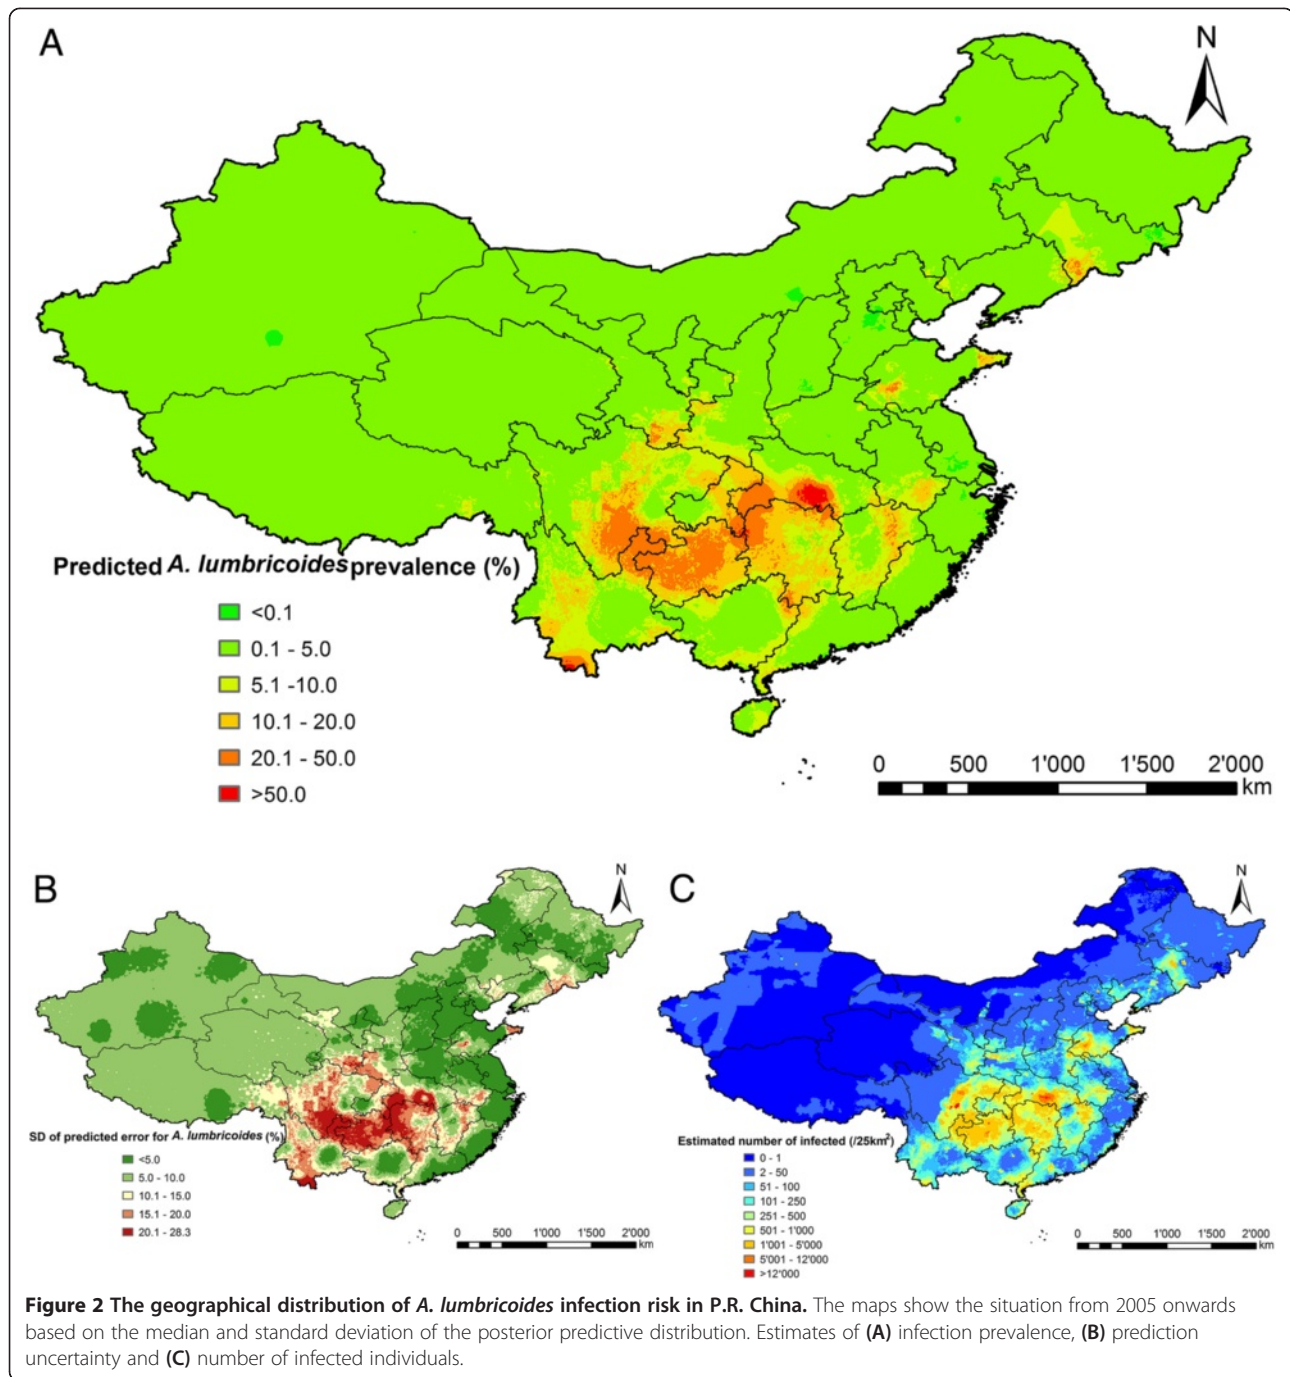 A
N
Predicted A. lumbricoides prevalence (%)
<0.1
0.1 - 5.0
5.1 -10.0
10.1 - 20.0
20.1 - 50.0
>50.0
0 500 1'000 1'500 2'000
km
B
N
SD of predicted error for A. lumbricoides (%)
<5.0
5.0 - 10.0
10.1 - 15.0
15.1 - 20.0
20.1 - 28.3
0 500 1'000 1'500 2'000
km
C
N
Estimated number of infected (/25km²)
0 - 1
2 - 50
51 - 100
101 - 250
251 - 500
501 - 1'000
1'001 - 5'000
5'001 - 12'000
>12'000
0 500 1'000 1'500 2'000
km
Figure 2 The geographical distribution of A. lumbricoides infection risk in P.R. China. The maps show the situation from 2005 onwards
based on the median and standard deviation of the posterior predictive distribution. Estimates of (A) infection prevalence, (B) prediction
uncertainty and (C) number of infected individuals.